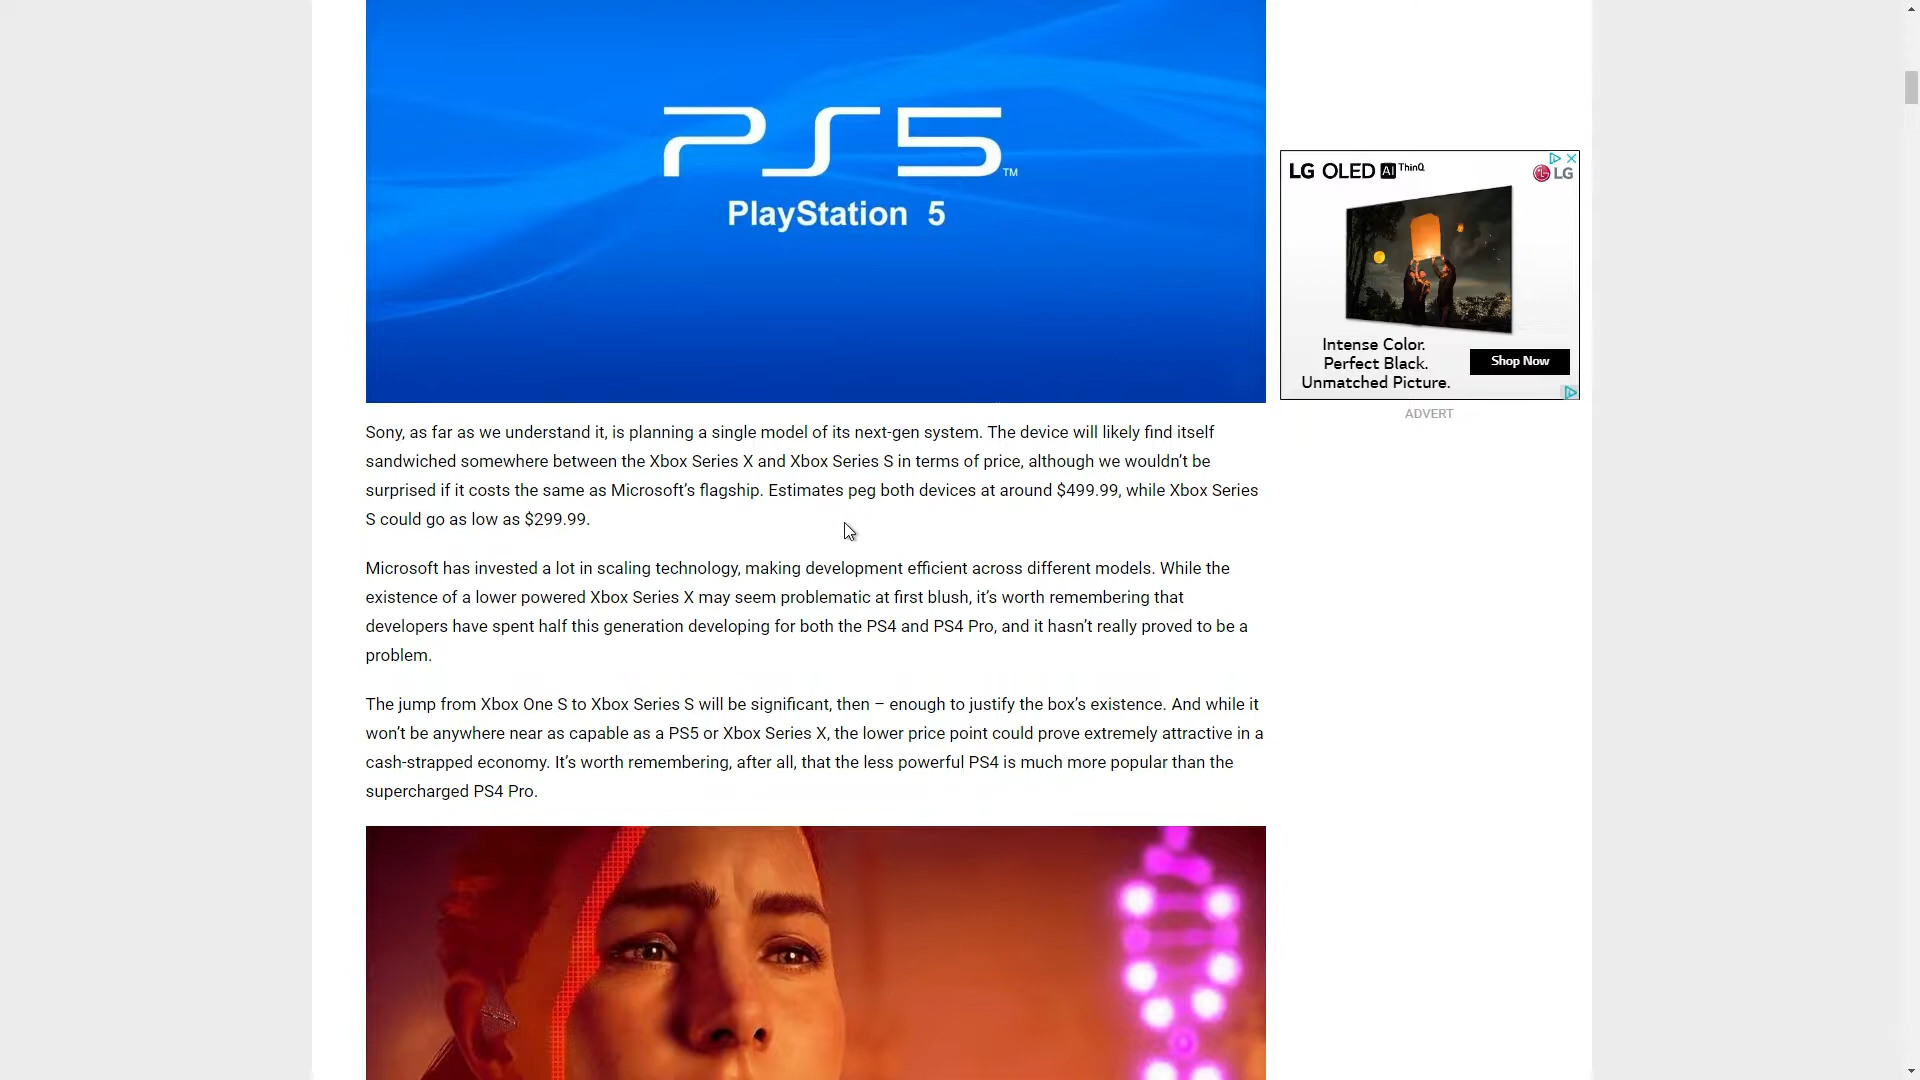 PS5™
PlayStation 5
LG OLED AI ThinQ
LG
Intense Color.
Perfect Black.
Unmatched Picture.
Shop Now
ADVERT
Sony, as far as we understand it, is planning a single model of its next-gen system. The device will likely find itself
sandwiched somewhere between the Xbox Series X and Xbox Series S in terms of price, although we wouldn’t be
surprised if it costs the same as Microsoft’s flagship. Estimates peg both devices at around $499.99, while Xbox Series
S could go as low as $299.99.
Microsoft has invested a lot in scaling technology, making development efficient across different models. While the
existence of a lower powered Xbox Series X may seem problematic at first blush, it’s worth remembering that
developers have spent half this generation developing for both the PS4 and PS4 Pro, and it hasn’t really proved to be a
problem.
The jump from Xbox One S to Xbox Series S will be significant, then – enough to justify the box’s existence. And while it
won’t be anywhere near as capable as a PS5 or Xbox Series X, the lower price point could prove extremely attractive in a
cash-strapped economy. It’s worth remembering, after all, that the less powerful PS4 is much more popular than the
supercharged PS4 Pro.